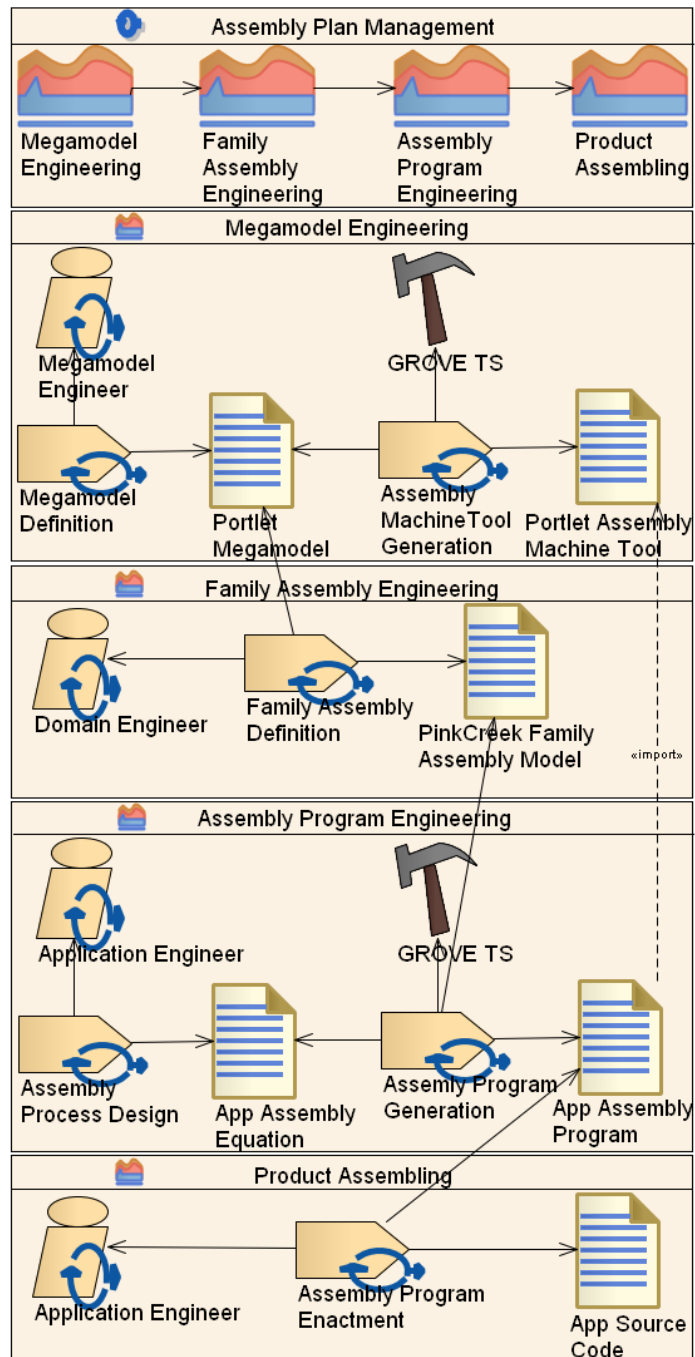 Assembly Plan Management
Megamodel
Engineering
Family
Assembly
Engineering
Assembly
Program
Engineering
Product
Assembling
Megamodel Engineering
Megamodel
Engineer
GROVE TS
Megamodel
Definition
Portlet
Megamodel
Assembly
MachineTool
Generation
Portlet Assembly
Machine Tool
Family Assembly Engineering
Domain Engineer
Family Assembly
Definition
PinkCreek Family
Assembly Model
«import»
Assembly Program Engineering
Application Engineer
GROVE TS
Assembly
Process Design
App Assembly
Equation
Assemly Program
Generation
App Assembly
Program
Product Assembling
Application Engineer
Assembly Program
Enactment
App Source
Code